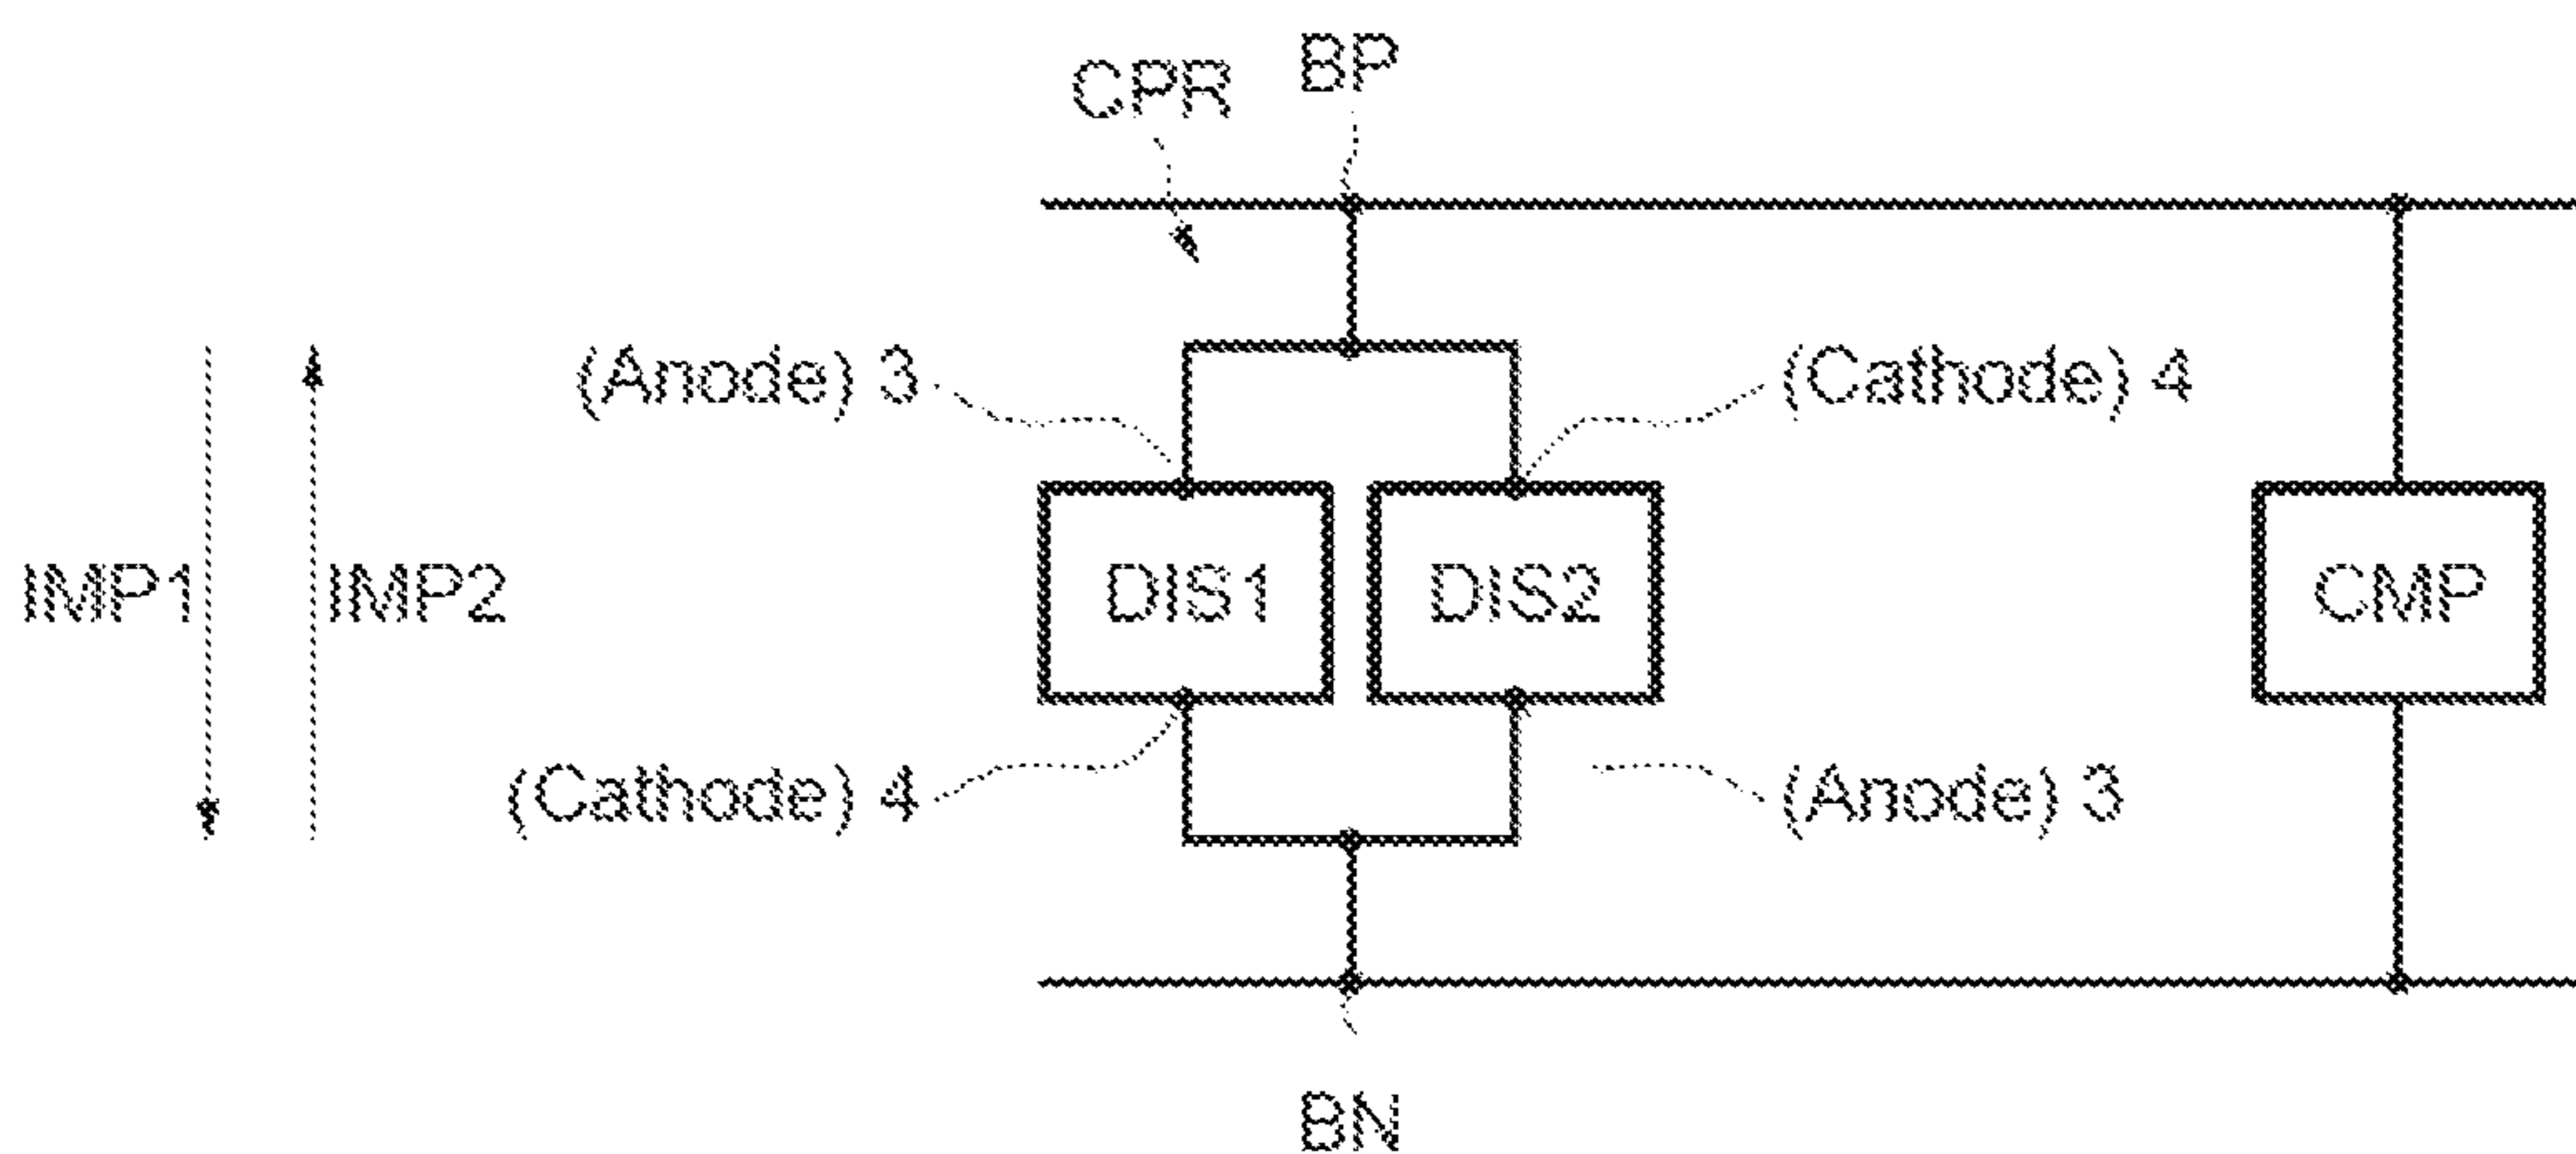 CPR BP
(Anode) 3 (Cathode) 4
IMP1 IMP2 DIS1 DIS2 CMP
(Cathode) 4 (Anode) 3
BN